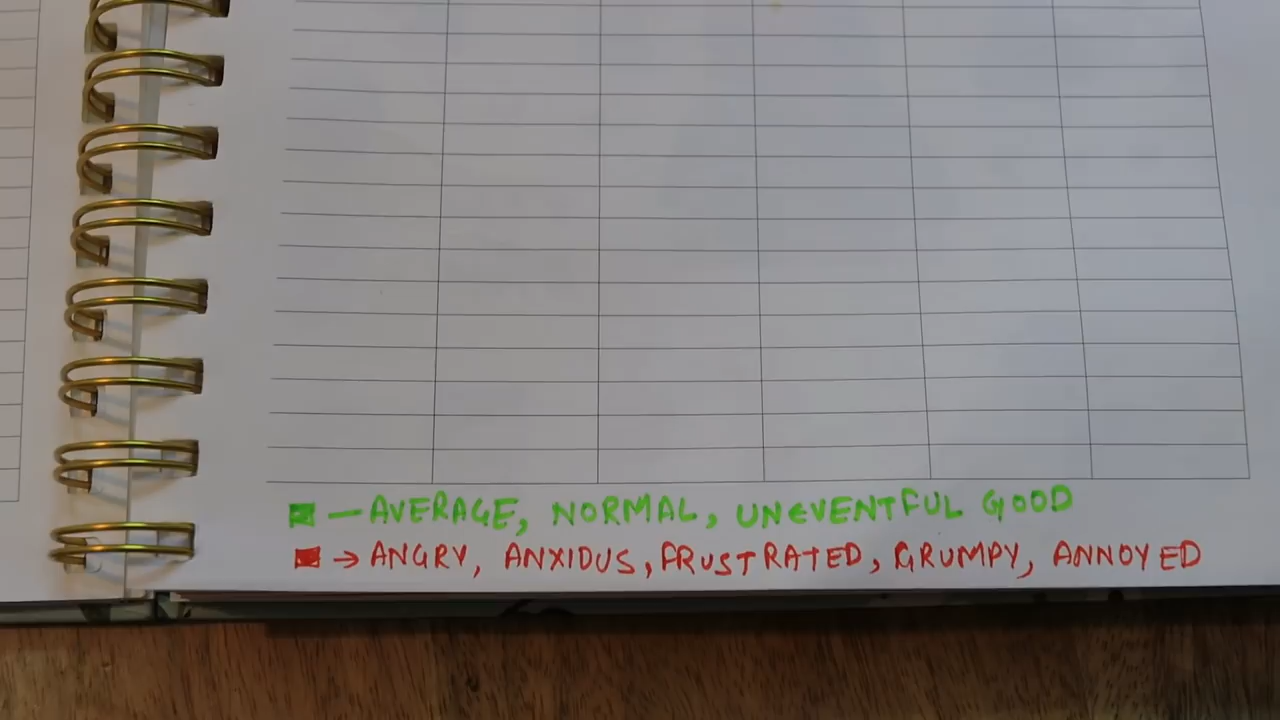 — AVERAGE, NORMAL, UNEVENTFUL GOOD
→ ANGRY, ANXIOUS, FRUSTRATED, GRUMPY, ANNOYED